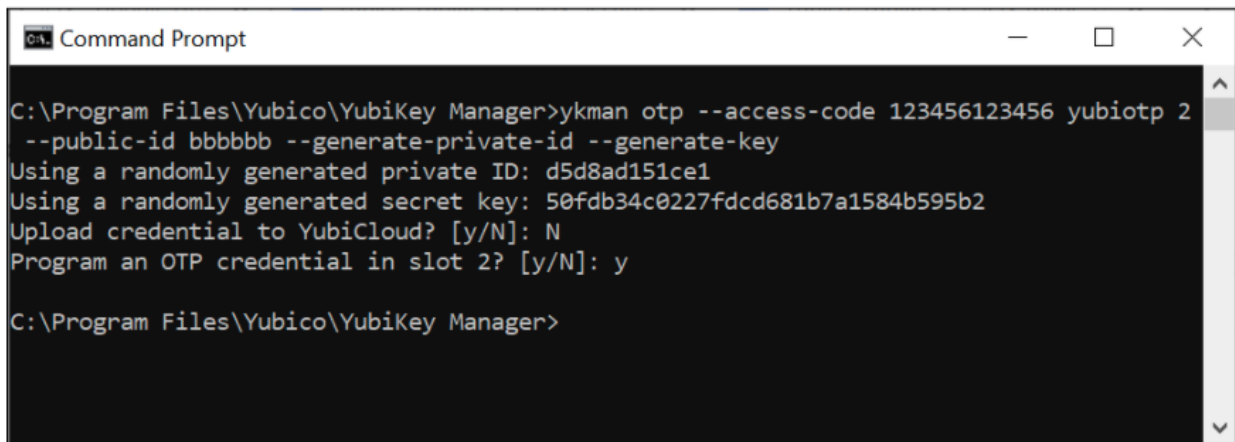 Command Prompt
C:\Program Files\Yubico\YubiKey Manager>ykman otp --access-code 123456123456 yubiotp 2
--public-id bbbbbb --generate-private-id --generate-key
Using a randomly generated private ID: d5d8ad151ce1
Using a randomly generated secret key: 50fdb34c0227fdcd681b7a1584b595b2
Upload credential to YubiCloud? [y/N]: N
Program an OTP credential in slot 2? [y/N]: y
C:\Program Files\Yubico\YubiKey Manager>